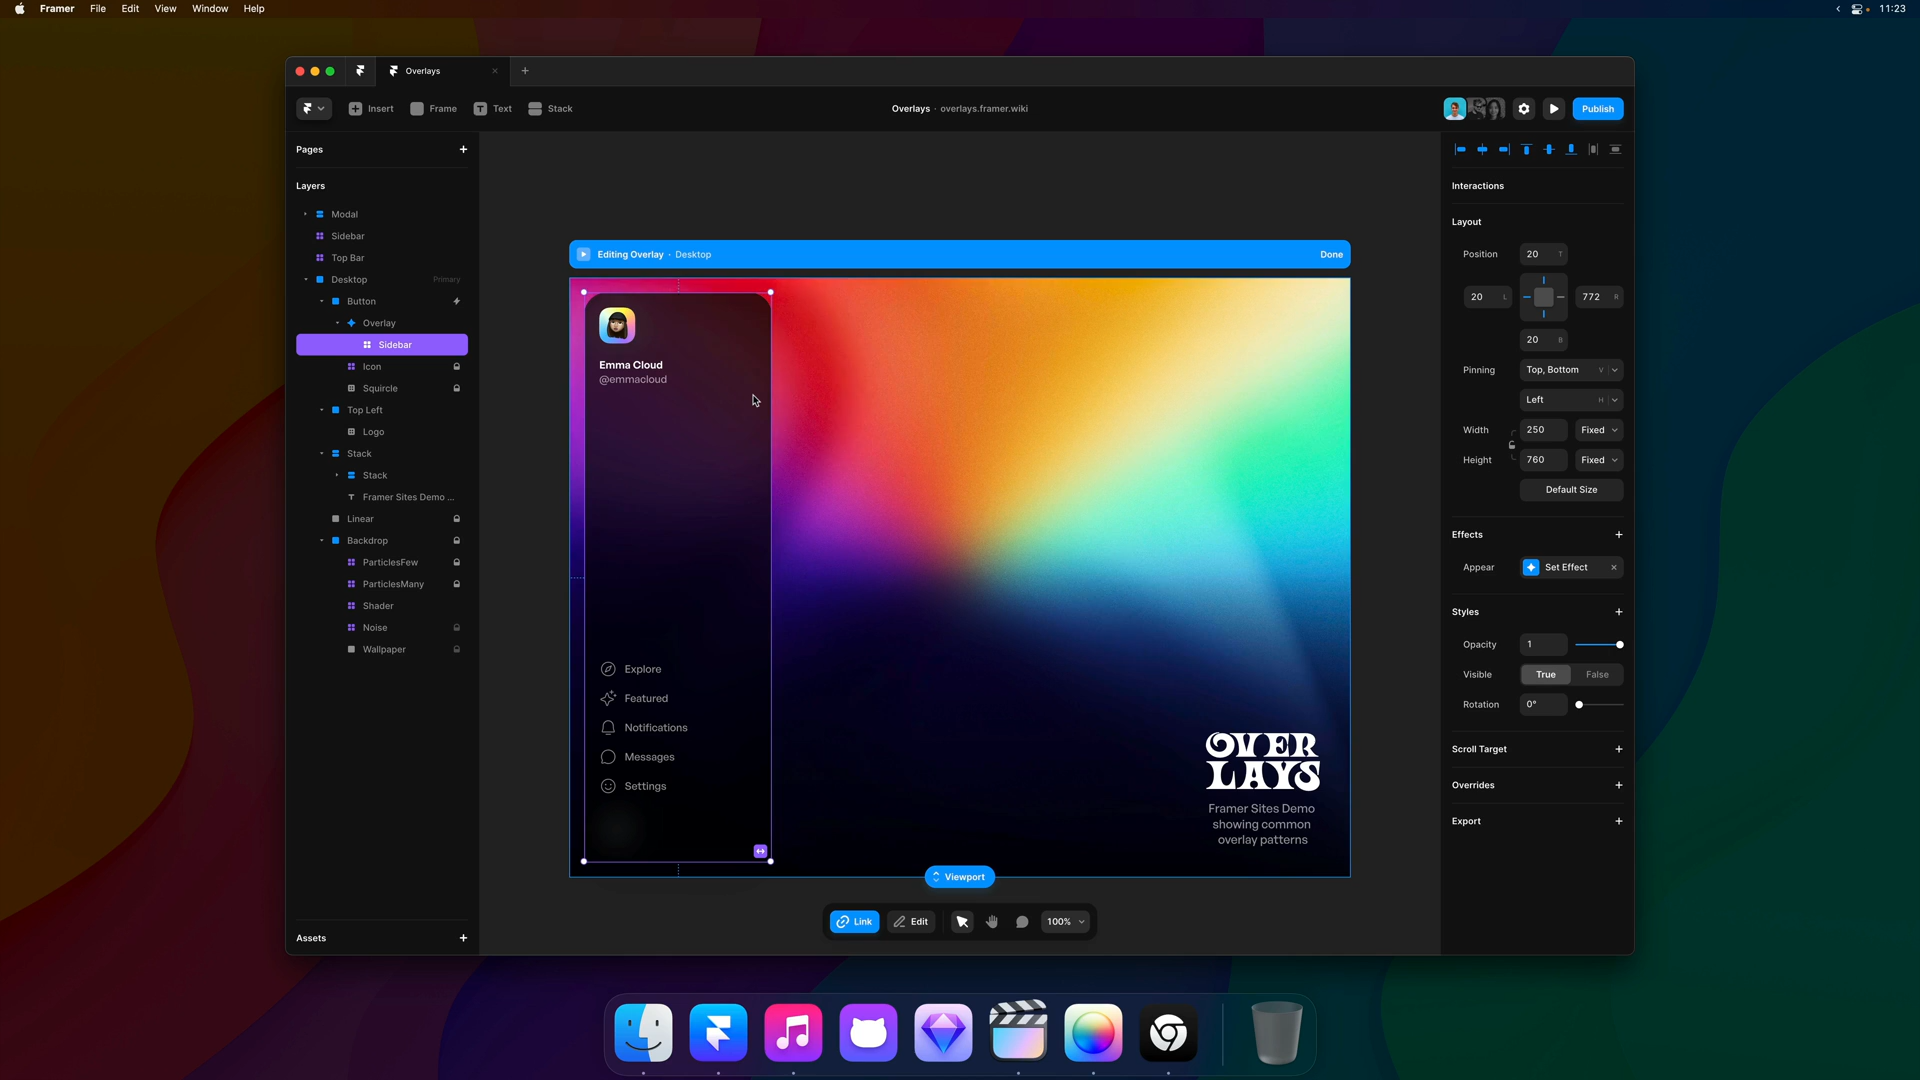 Framer File Edit View Window Help
11:23
Overlays
Insert Frame Text Stack
Overlays · overlays.framer.wiki
Publish
Pages
Layers
Modal
Sidebar
Top Bar
Desktop Primary
Button
Overlay
Sidebar
Icon
Squircle
Top Left
Logo
Stack
Stack
Framer Sites Demo ...
Linear
Backdrop
ParticlesFew
ParticlesMany
Shader
Noise
Wallpaper
Assets
Editing Overlay · Desktop Done
Emma Cloud
@emmacloud
Explore
Featured
Notifications
Messages
Settings
OVER
LAYS
Framer Sites Demo
showing common
overlay patterns
Viewport
Link Edit 100%
Interactions
Layout
Position 20 T
20 L 772 R
20 B
Pinning Top, Bottom V
Left H
Width 250 Fixed
Height 760 Fixed
Default Size
Effects
Appear Set Effect
Styles
Opacity 1
Visible True False
Rotation 0°
Scroll Target
Overrides
Export